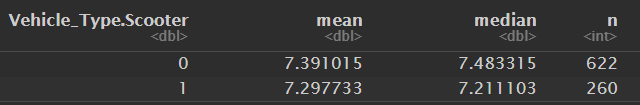 Vehicle_Type.Scooter mean median n
<dbl> <dbl> <dbl> <int>
0 7.391015 7.483315 622
1 7.297733 7.211103 260